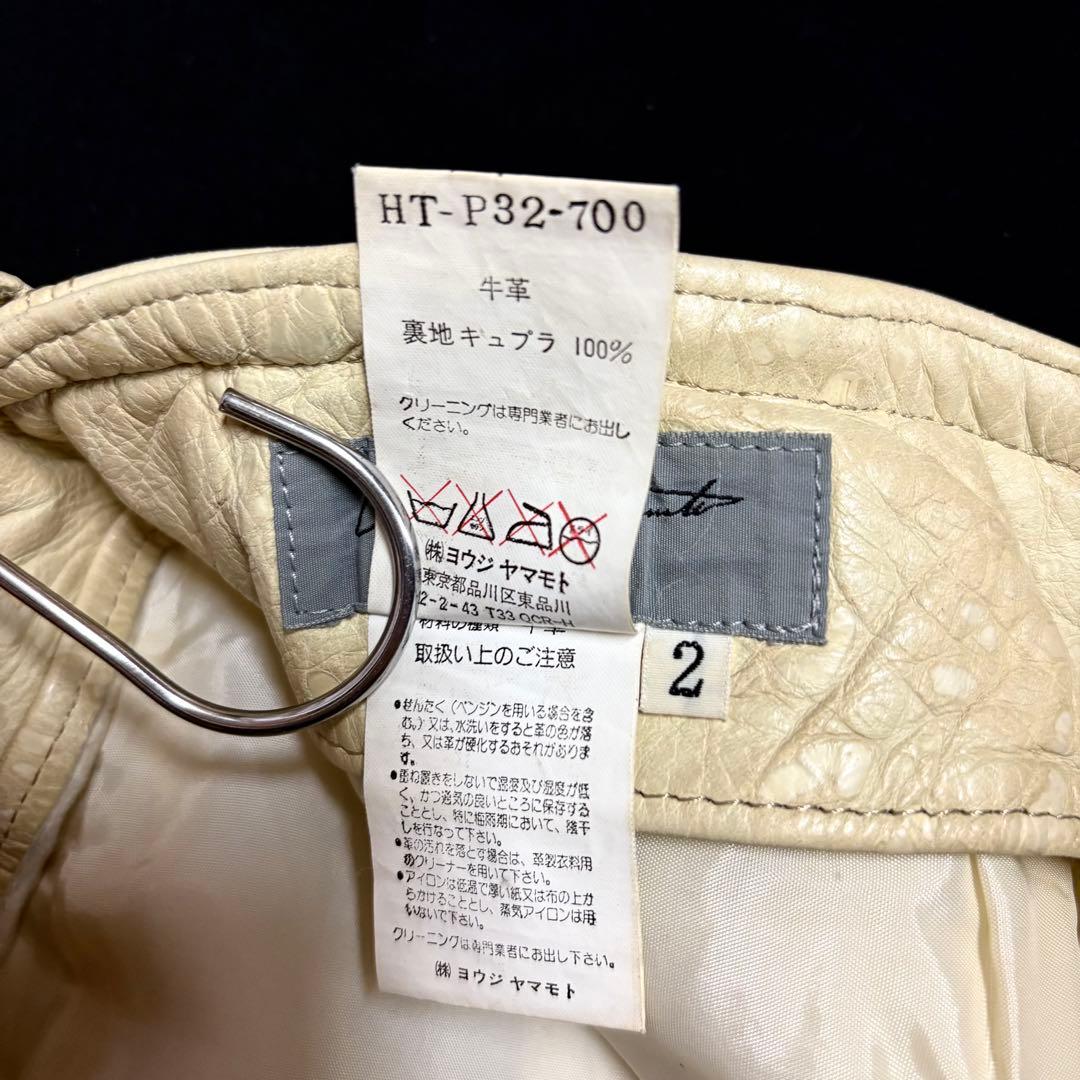 HT-P32-700
牛革
裏地キュプラ 100%
クリーニングは専門業者にお出し
ください。
㈱ヨウジ ヤマモト
東京都品川区東品川
2-2-43 T33 OCR-H
材料の種類 牛革
取扱い上のご注意
2
●せんたく（ベンジンを用いる場合を含
む。）又は、水洗いをすると革の色が落
ち、又は革が硬化するおそれがありま
す。
●重ね置きをしないで温度及び湿度が低
く、かつ通気の良いところに保存する
こととし、特に梅雨期において、陰干
しを行なって下さい。
●革の汚れを落とす場合は、革製衣料用
のクリーナーを用いて下さい。
●アイロンは低温で厚い紙又は布の上か
らかけることとし、蒸気アイロンは用
いないで下さい。
クリーニングは専門業者にお出し下さい。
㈱ ヨウジ ヤマモト